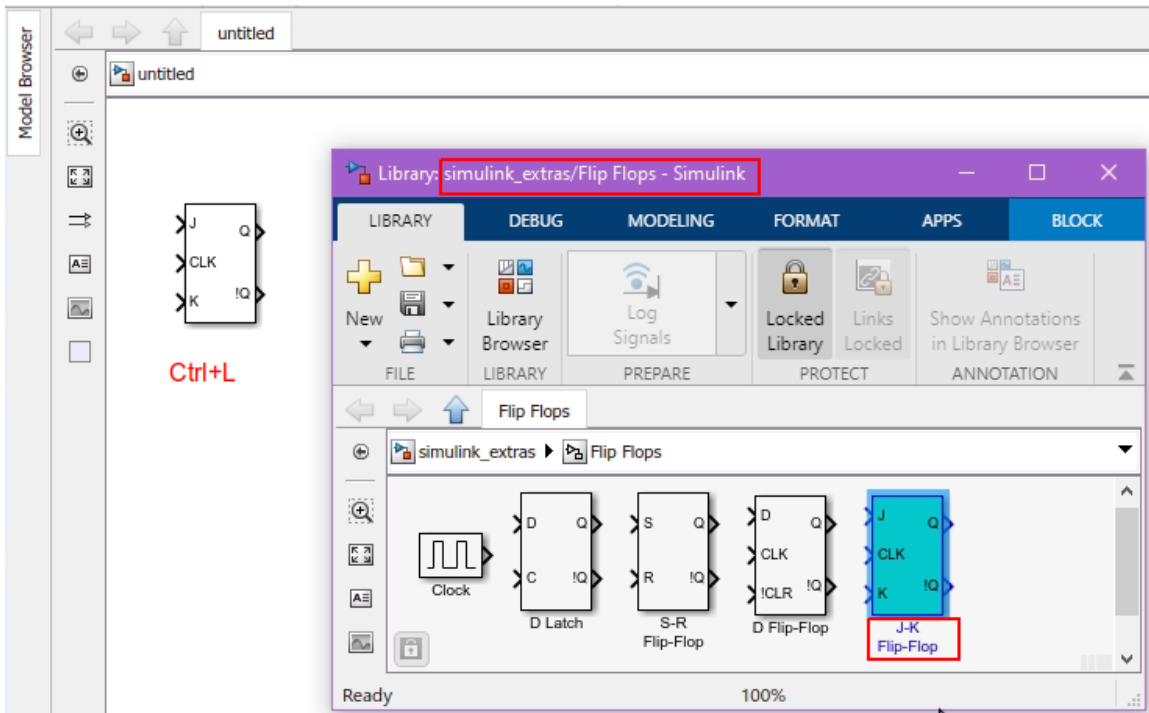 Model Browser
untitled
untitled
J
Q
CLK
K
!Q
Ctrl+L
Library: simulink_extras/Flip Flops - Simulink
LIBRARY
DEBUG
MODELING
FORMAT
APPS
BLOCK
New
Library
Browser
Log
Signals
Locked
Library
Links
Locked
Show Annotations
in Library Browser
FILE
LIBRARY
PREPARE
PROTECT
ANNOTATION
Flip Flops
simulink_extras Flip Flops
Clock
D
Q
C
!Q
D Latch
S
Q
R
!Q
S-R
Flip-Flop
D
Q
CLK
!CLR
!Q
D Flip-Flop
J
Q
CLK
K
!Q
J-K
Flip-Flop
Ready
100%